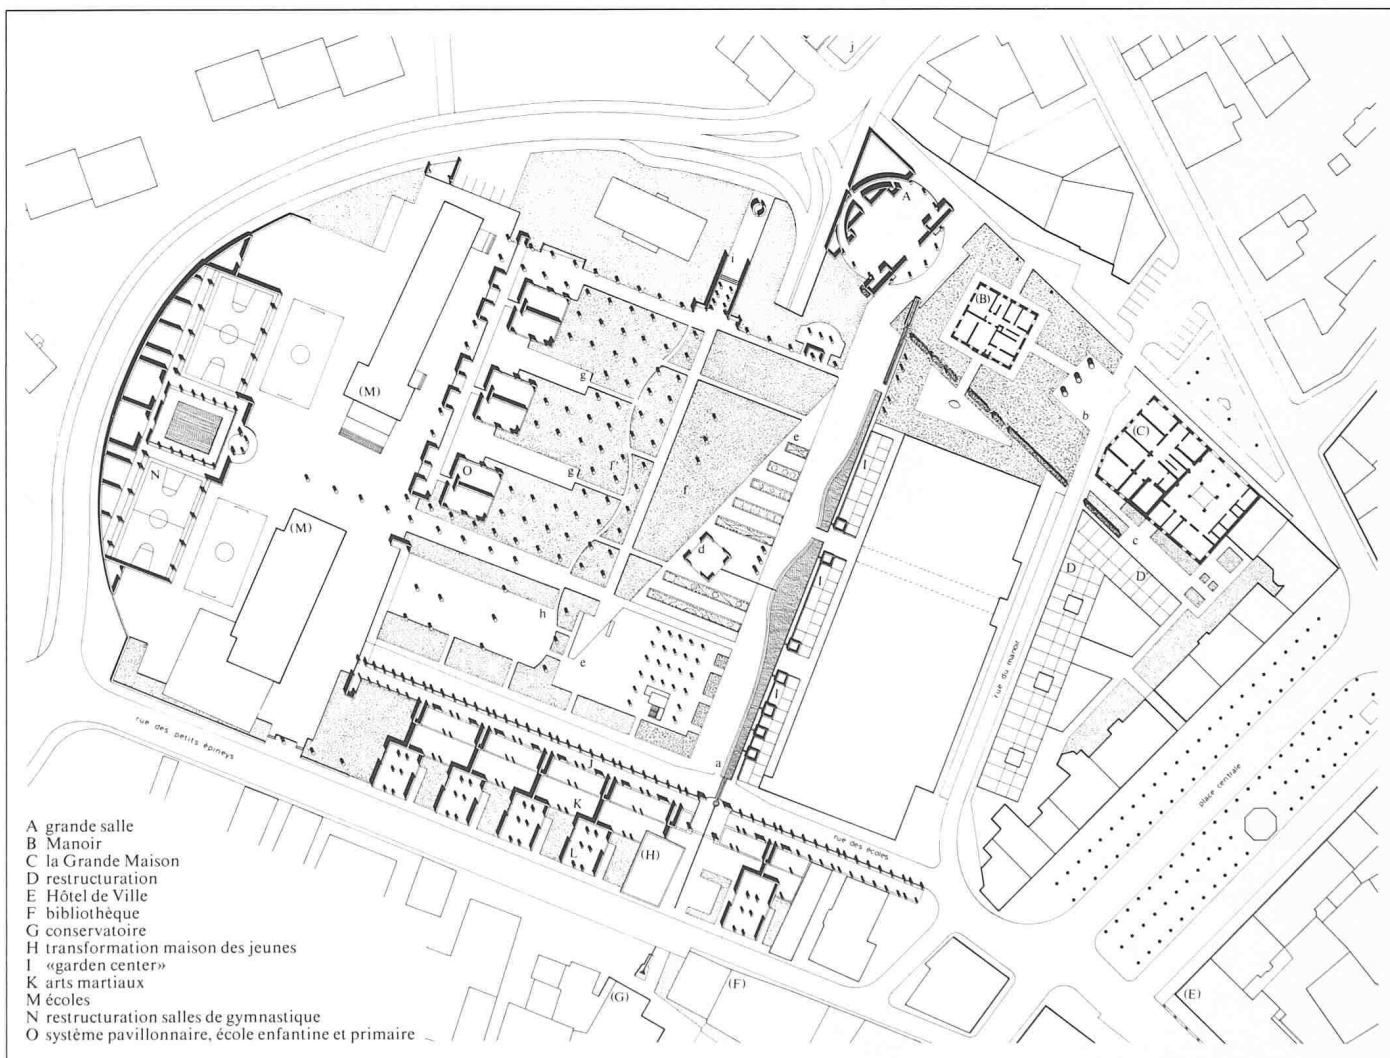 j
A
(B)
i
b
(C)
(M)
g
e
I
g
f'
f
O
N
(M)
d
c
D
D
I
h
e
rue du manoir
rue des petits épineys
I
a
J
K
L
(H)
rue des écoles
place centrale
(G)
(F)
(E)
A grande salle
B Manoir
C la Grande Maison
D restructuration
E Hôtel de Ville
F bibliothèque
G conservatoire
H transformation maison des jeunes
I «garden center»
K arts martiaux
M écoles
N restructuration salles de gymnastique
O système pavillonnaire, école enfantine et primaire